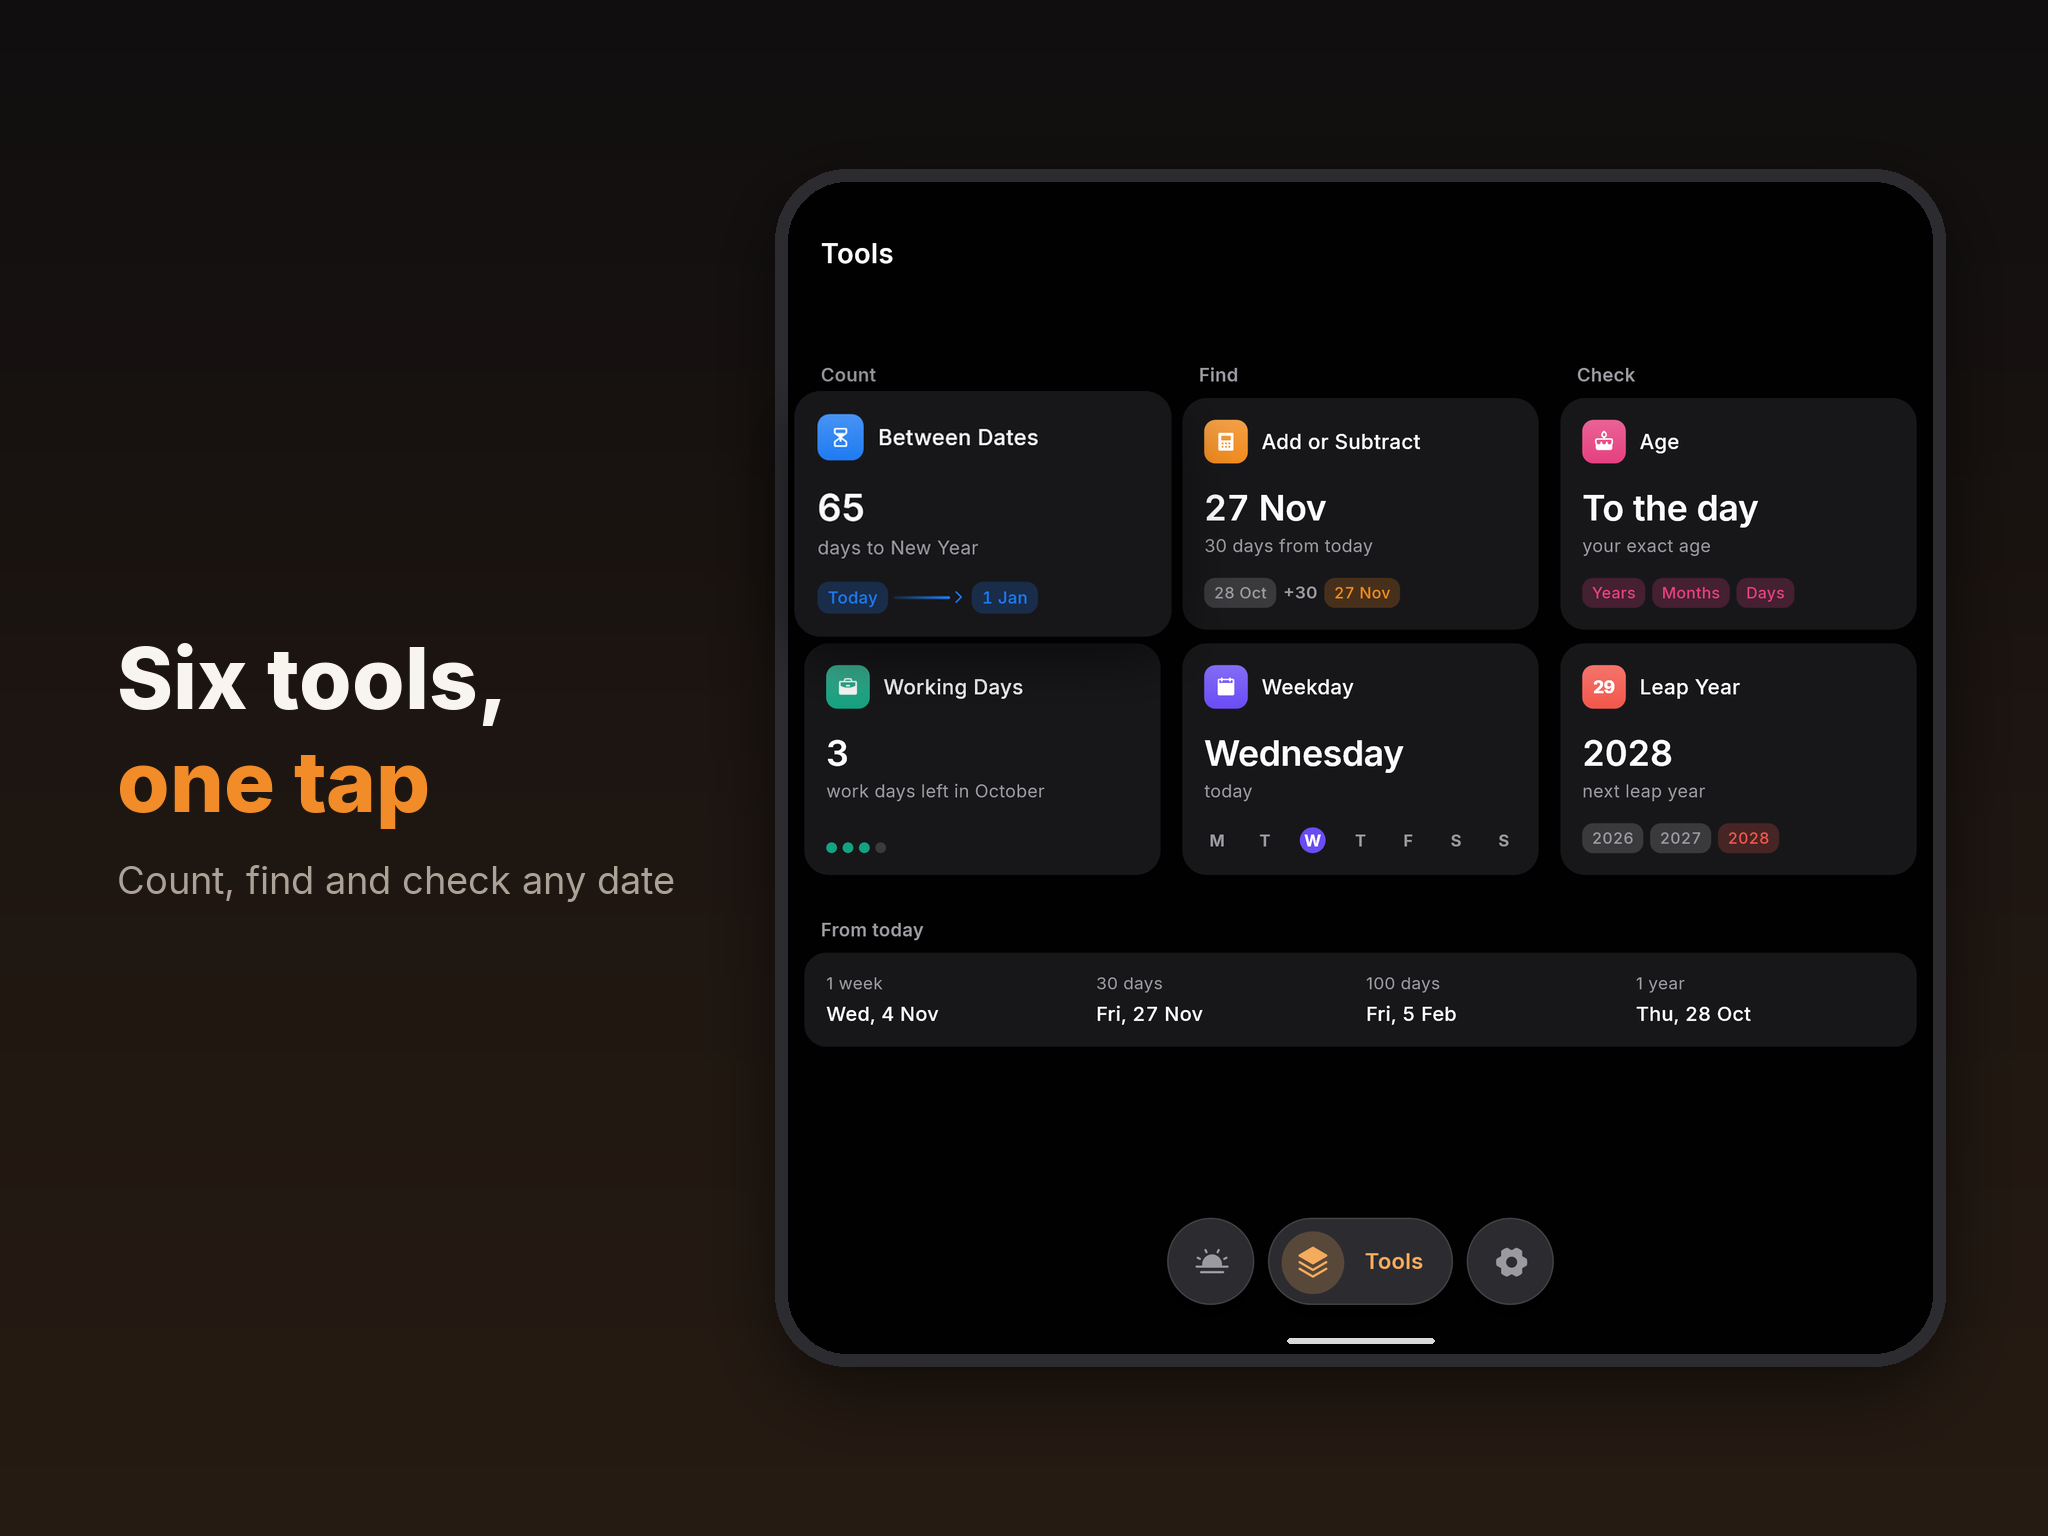 Six tools,
one tap
Count, find and check any date
Tools
Count
Between Dates
65
days to New Year
Today
1 Jan
Working Days
3
work days left in October
Find
Add or Subtract
27 Nov
30 days from today
28 Oct +30 27 Nov
Weekday
Wednesday
today
M T W T F S S
Check
Age
To the day
your exact age
Years Months Days
29
Leap Year
2028
next leap year
2026 2027 2028
From today
1 week
Wed, 4 Nov
30 days
Fri, 27 Nov
100 days
Fri, 5 Feb
1 year
Thu, 28 Oct
Tools